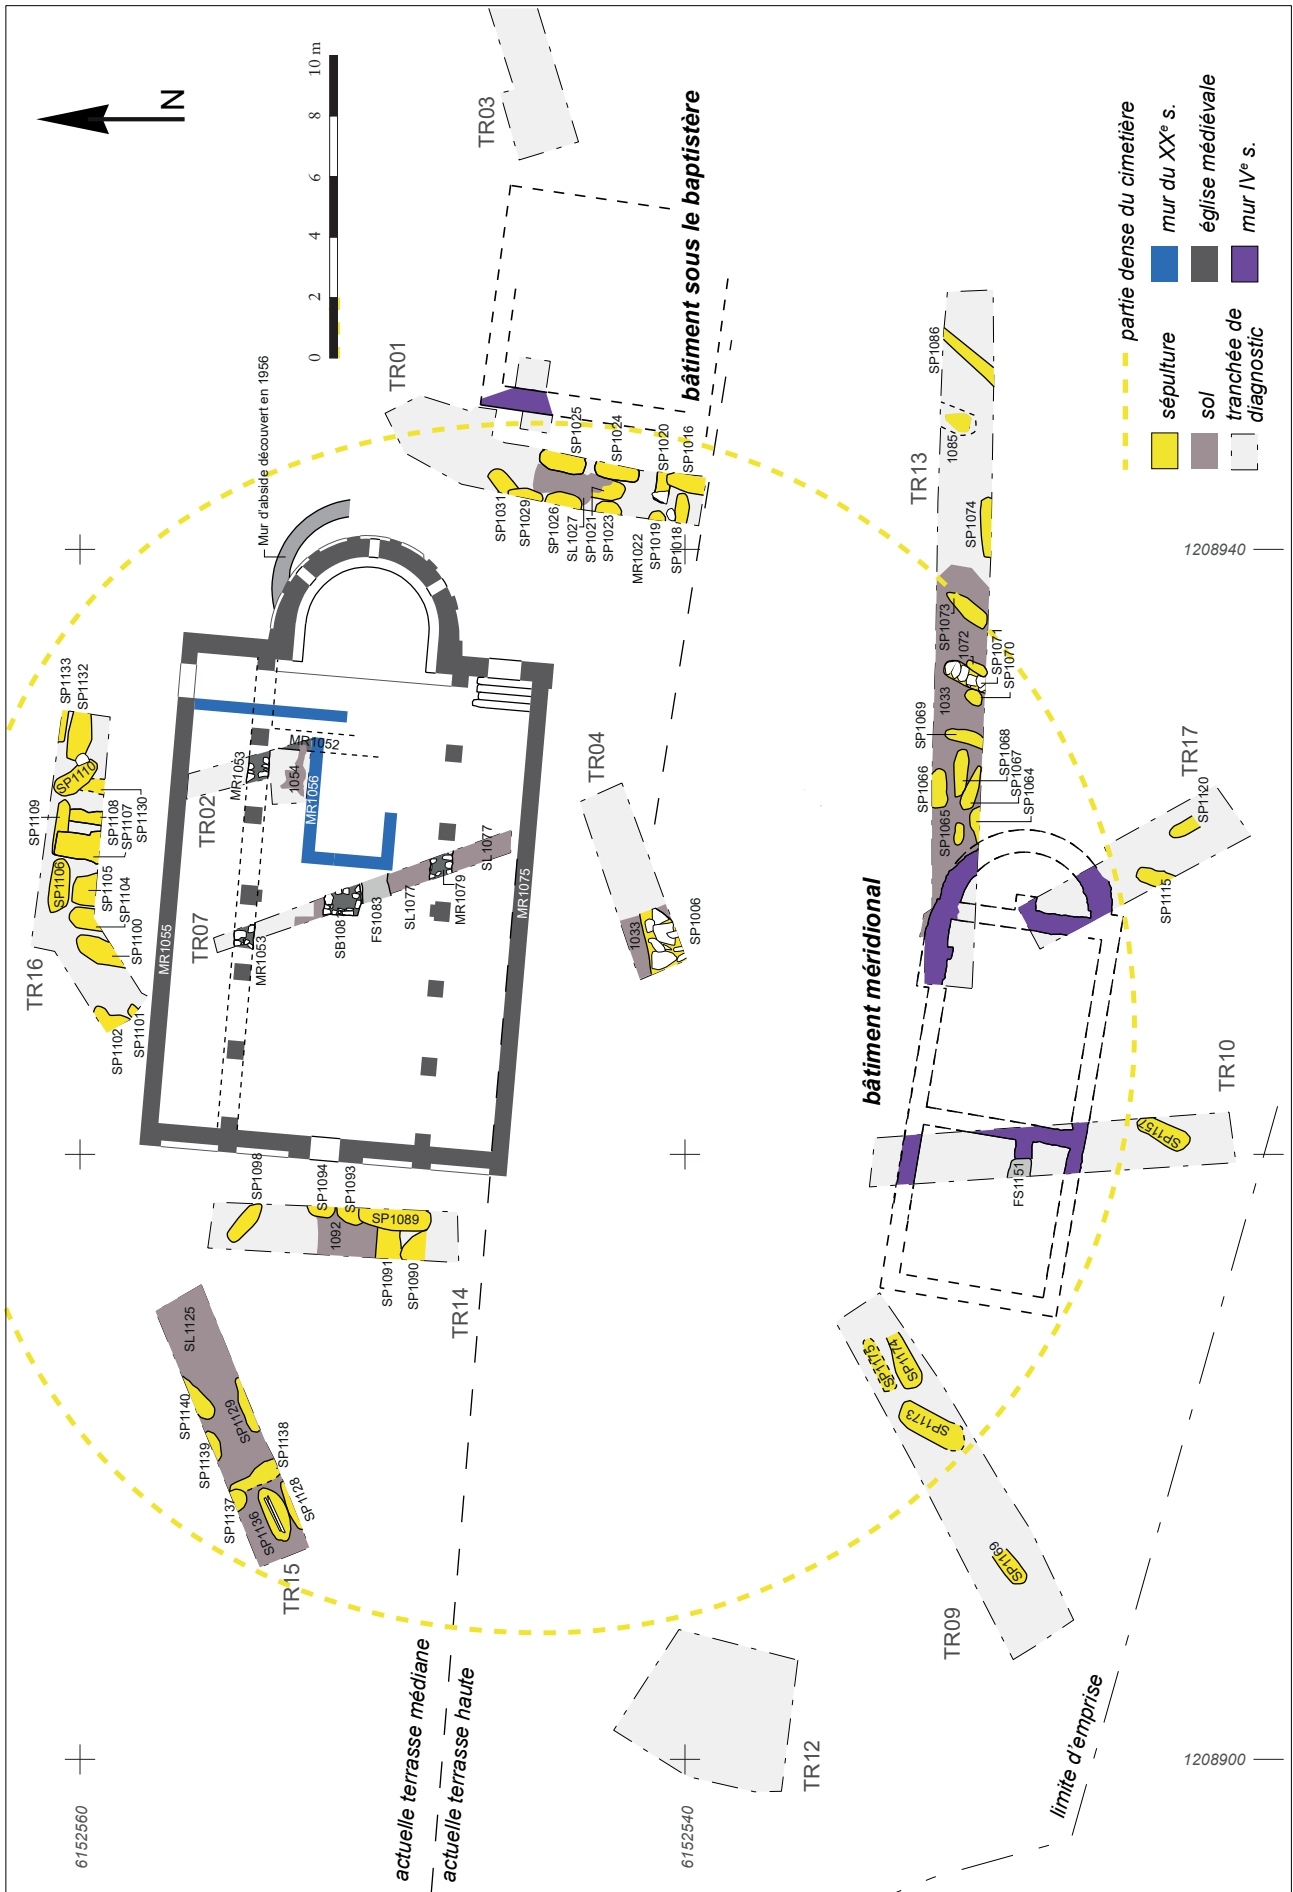 10 m
8
6
4
2
0
N
TR03
Mur d'abside découvert en 1956
TR01
bâtiment sous le baptistère
SP1031
SP1029
SP1026
SL1027
SP1021
SP1023
MR1022
SP1019
SP1018
SP1025
SP1024
SP1020
SP1016
partie dense du cimetière
sépulture
mur du XXe s.
sol
église médiévale
tranchée de
diagnostic
mur IVe s.
1208940
TR13
SP1086
1085
SP1074
SP1073
1072
SP1071
SP1070
1033
SP1069
SP1068
SP1067
SP1064
SP1066
SP1065
TR17
SP1120
SP1115
bâtiment méridional
TR04
1033
SP1006
TR16
SP1133
SP1132
SP1110
SP1109
SP1108
SP1107
SP1130
SP1106
SP1105
SP1104
SP1100
SP1102
SP1101
MR1055
TR02
MR1053
MR1052
1054
MR1056
TR07
MR1053
SB108
FS1083
SL1077
MR1079
SL1077
MR1075
TR10
SP1157
FS1151
SP1098
SP1094
SP1093
1092
SP1089
SP1091
SP1090
TR14
SL1125
SP1140
SP1129
SP1139
SP1138
SP1137
SP1136
SP1128
TR15
SP1175
SP1174
SP1173
SP1169
TR09
actuelle terrasse médiane
actuelle terrasse haute
TR12
limite d'emprise
6152560
6152540
1208900